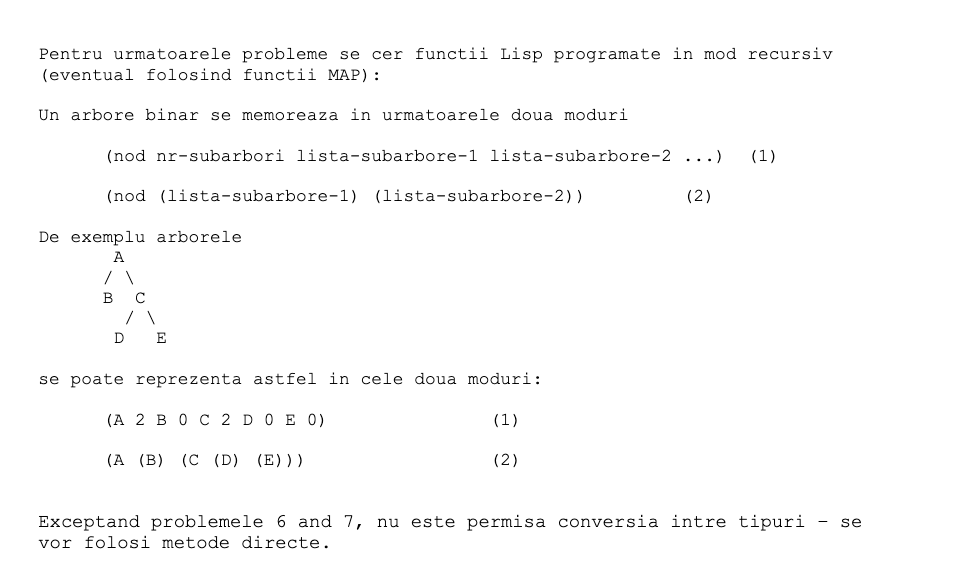 Pentru urmatoarele probleme se cer functii Lisp programate in mod recursiv
(eventual folosind functii MAP):
Un arbore binar se memoreaza in urmatoarele doua moduri
(nod nr-subarbori lista-subarbore-1 lista-subarbore-2 ...) (1)
(nod (lista-subarbore-1) (lista-subarbore-2)) (2)
De exemplu arborele
A
/ \
B C
/ \
D E
se poate reprezenta astfel in cele doua moduri:
(A 2 B 0 C 2 D 0 E 0) (1)
(A (B) (C (D) (E))) (2)
Exceptand problemele 6 and 7, nu este permisa conversia intre tipuri – se
vor folosi metode directe.